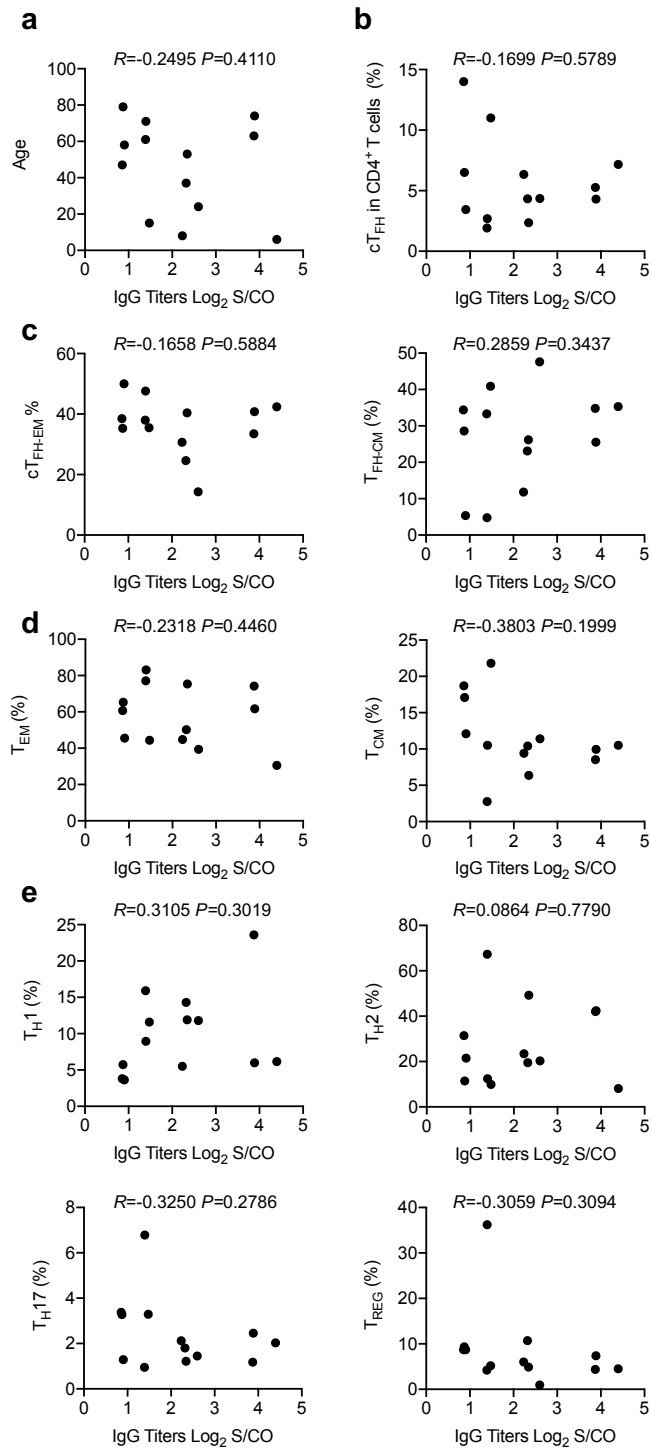 a
R=-0.2495 P=0.4110
100
80
60
40
20
0
Age
0 1 2 3 4 5
IgG Titers Log₂ S/CO
b
R=-0.1699 P=0.5789
15
10
5
0
cT_FH in CD4⁺ T cells (%)
0 1 2 3 4 5
IgG Titers Log₂ S/CO
c
R=-0.1658 P=0.5884
60
40
20
0
cT_FH-EM %
0 1 2 3 4 5
IgG Titers Log₂ S/CO
R=0.2859 P=0.3437
50
40
30
20
10
0
T_FH-CM (%)
0 1 2 3 4 5
IgG Titers Log₂ S/CO
d
R=-0.2318 P=0.4460
100
80
60
40
20
0
T_EM (%)
0 1 2 3 4 5
IgG Titers Log₂ S/CO
R=-0.3803 P=0.1999
25
20
15
10
5
0
T_CM (%)
0 1 2 3 4 5
IgG Titers Log₂ S/CO
e
R=0.3105 P=0.3019
25
20
15
10
5
0
T_H1 (%)
0 1 2 3 4 5
IgG Titers Log₂ S/CO
R=0.0864 P=0.7790
80
60
40
20
0
T_H2 (%)
0 1 2 3 4 5
IgG Titers Log₂ S/CO
R=-0.3250 P=0.2786
8
6
4
2
0
T_H17 (%)
0 1 2 3 4 5
IgG Titers Log₂ S/CO
R=-0.3059 P=0.3094
40
30
20
10
0
T_REG (%)
0 1 2 3 4 5
IgG Titers Log₂ S/CO